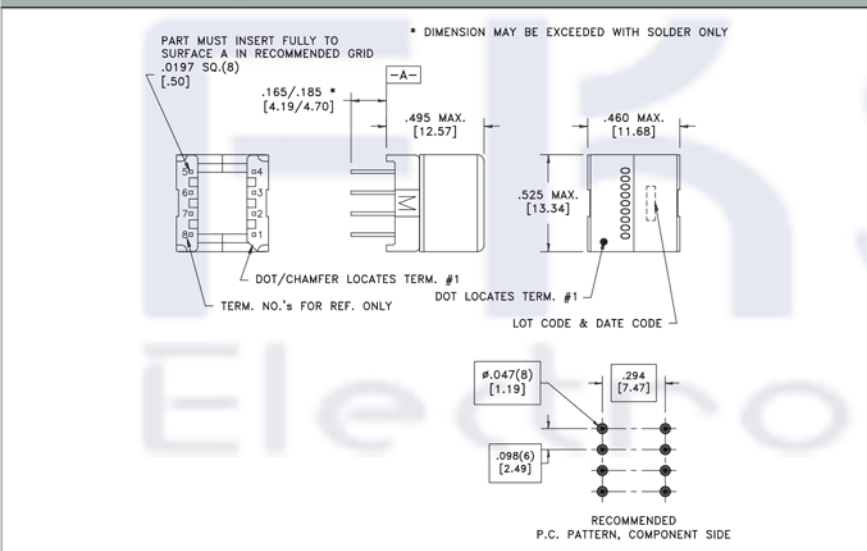 PART MUST INSERT FULLY TO
SURFACE A IN RECOMMENDED GRID
.0197 SQ.(8)
[.50]
* DIMENSION MAY BE EXCEEDED WITH SOLDER ONLY
-A-
.165/.185 *
[4.19/4.70]
.495 MAX.
[12.57]
.460 MAX.
[11.68]
.525 MAX.
[13.34]
5 4
6 3
7 2
8 1
M
000000000
DOT/CHAMFER LOCATES TERM. #1
TERM. NO.'s FOR REF. ONLY
DOT LOCATES TERM. #1
LOT CODE & DATE CODE
ø.047(8)
[1.19]
.294
[7.47]
.098(6)
[2.49]
RECOMMENDED
P.C. PATTERN, COMPONENT SIDE
Electro